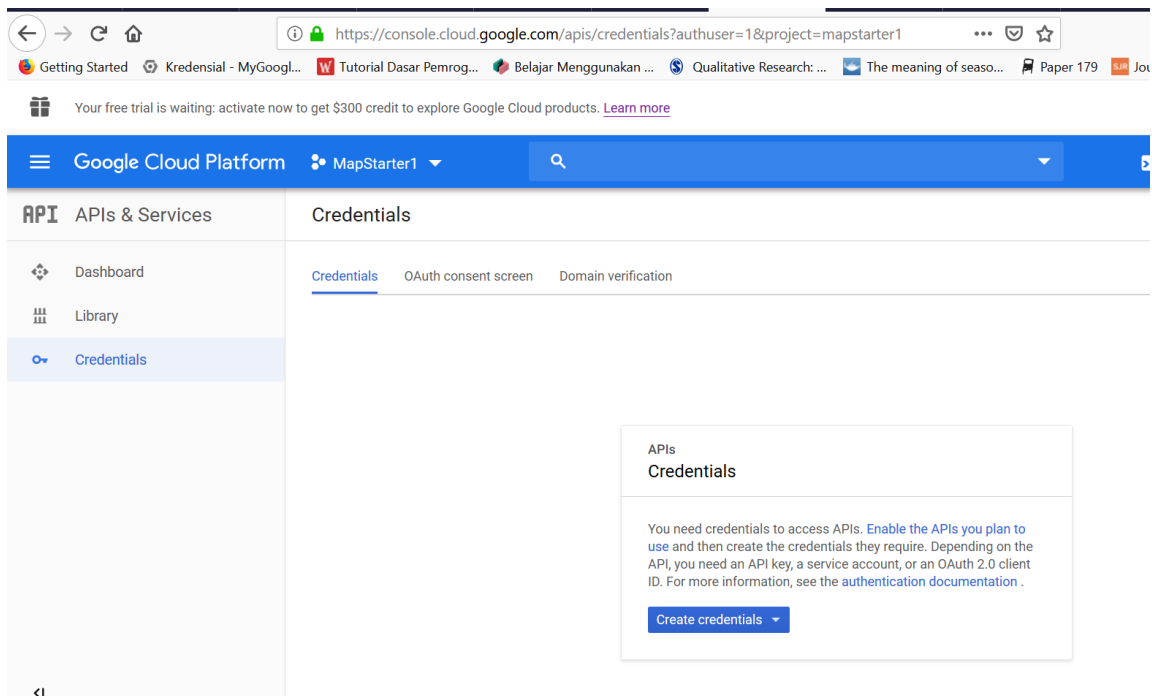 https://console.cloud.google.com/apis/credentials?authuser=1&project=mapstarter1
Getting Started Kredensial - MyGoogl... Tutorial Dasar Pemrog... Belajar Menggunakan ... Qualitative Research: ... The meaning of seaso... Paper 179 SJR Jou
Your free trial is waiting: activate now to get $300 credit to explore Google Cloud products. Learn more
Google Cloud Platform MapStarter1
API APIs & Services Credentials
Dashboard
Credentials OAuth consent screen Domain verification
Library
Credentials
APIs
Credentials
You need credentials to access APIs. Enable the APIs you plan to
use and then create the credentials they require. Depending on the
API, you need an API key, a service account, or an OAuth 2.0 client
ID. For more information, see the authentication documentation .
Create credentials